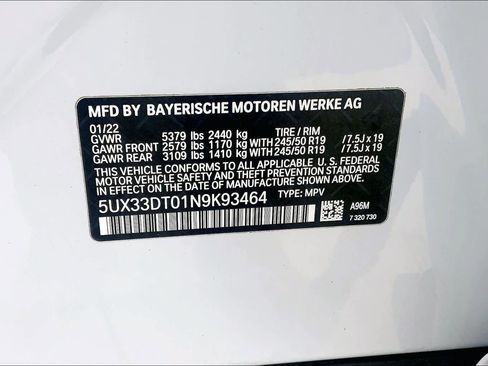 MFD BY BAYERISCHE MOTOREN WERKE AG
01/22
GVWR 5379 lbs 2440 kg TIRE / RIM
GAWR FRONT 2579 lbs 1170 kg WITH 245/50 R19 /7.5J x 19
GAWR REAR 3109 lbs 1410 kg WITH 245/50 R19 /7.5J x 19
THIS VEHICLE CONFORMS TO ALL APPLICABLE U.S. FEDERAL
MOTOR VEHICLE SAFETY AND THEFT PREVENTION STANDARDS
IN EFFECT ON THE DATE OF MANUFACTURE SHOWN ABOVE.
5UX33DT01N9K93464 TYPE: MPV
A96M
7 320 730